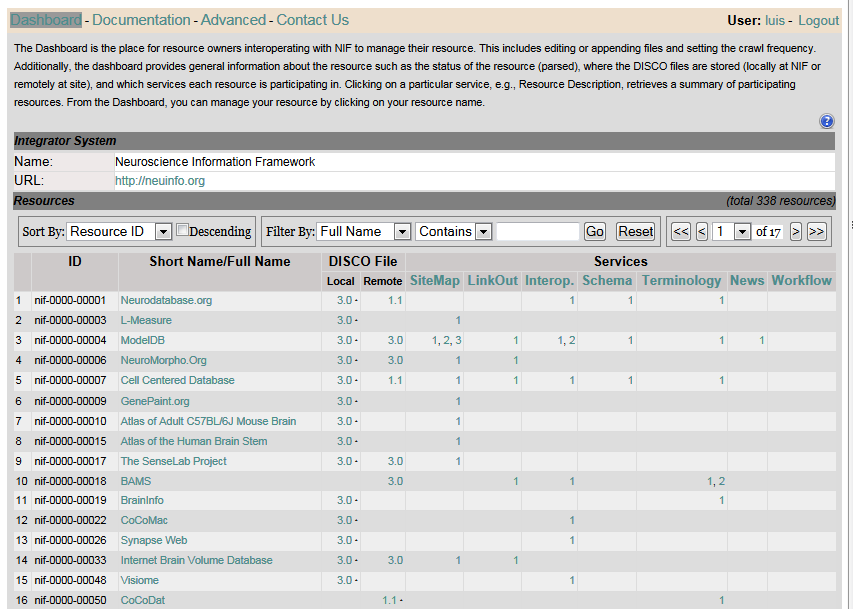 Dashboard - Documentation - Advanced - Contact Us User: luis - Logout
The Dashboard is the place for resource owners interoperating with NIF to manage their resource. This includes editing or appending files and setting the crawl frequency.
Additionally, the dashboard provides general information about the resource such as the status of the resource (parsed), where the DISCO files are stored (locally at NIF or
remotely at site), and which services each resource is participating in. Clicking on a particular service, e.g., Resource Description, retrieves a summary of participating
resources. From the Dashboard, you can manage your resource by clicking on your resource name.
?
Integrator System
Name: Neuroscience Information Framework
URL: http://neuinfo.org
Resources (total 338 resources)
Sort By: Resource ID Descending Filter By: Full Name Contains Go Reset << < 1 of 17 > >>
ID Short Name/Full Name DISCO File Services
Local Remote SiteMap LinkOut Interop. Schema Terminology News Workflow
1 nif-0000-00001 Neurodatabase.org 3.0 - 1.1 1 1 1
2 nif-0000-00003 L-Measure 3.0 - 1
3 nif-0000-00004 ModelDB 3.0 - 3.0 1, 2, 3 1 1, 2 1 1 1
4 nif-0000-00006 NeuroMorpho.Org 3.0 - 3.0 1 1
5 nif-0000-00007 Cell Centered Database 3.0 - 1.1 1 1 1 1 1
6 nif-0000-00009 GenePaint.org 3.0 - 1
7 nif-0000-00010 Atlas of Adult C57BL/6J Mouse Brain 3.0 - 1
8 nif-0000-00015 Atlas of the Human Brain Stem 3.0 - 1
9 nif-0000-00017 The SenseLab Project 3.0 - 3.0 1
10 nif-0000-00018 BAMS 3.0 1 1 1, 2
11 nif-0000-00019 BrainInfo 3.0 - 1
12 nif-0000-00022 CoCoMac 3.0 - 1
13 nif-0000-00026 Synapse Web 3.0 - 1
14 nif-0000-00033 Internet Brain Volume Database 3.0 - 3.0 1 1
15 nif-0000-00048 Visiome 3.0 - 1
16 nif-0000-00050 CoCoDat 1.1 - 1